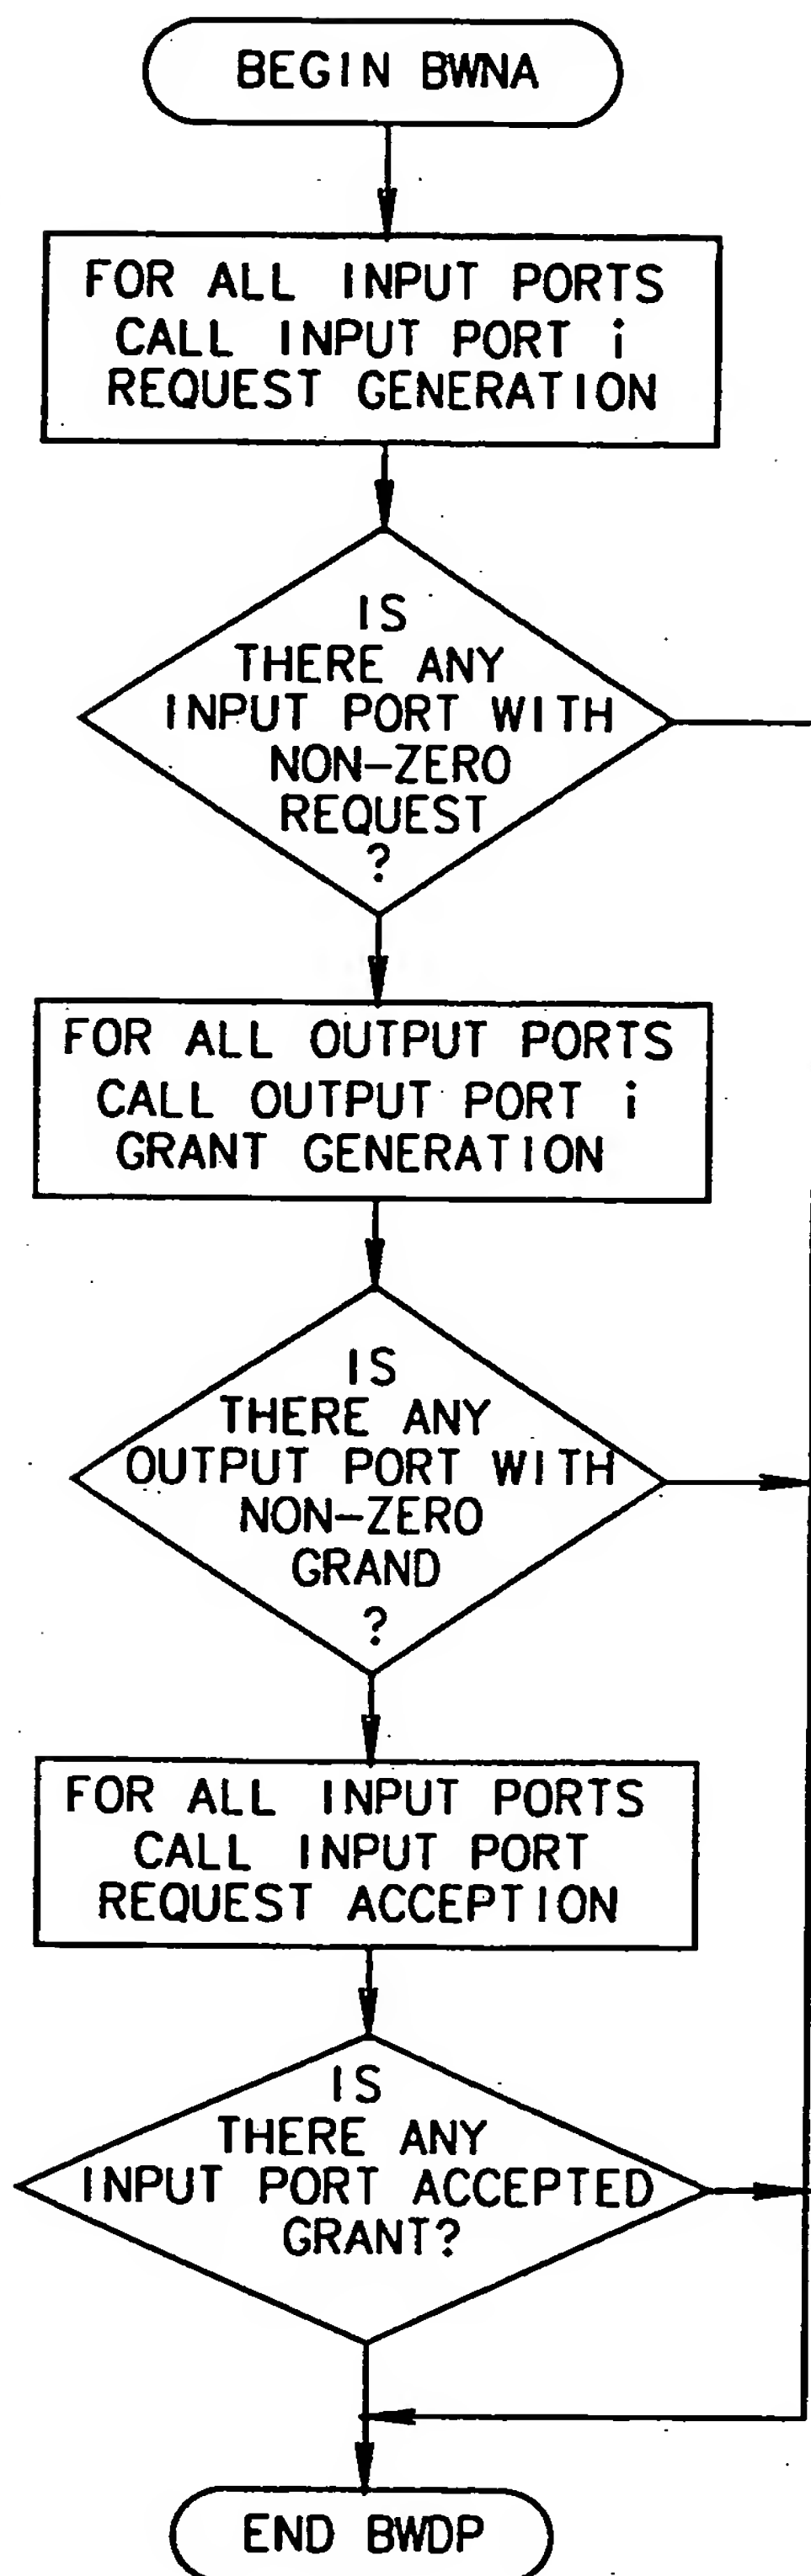 BEGIN BWNA
FOR ALL INPUT PORTS
CALL INPUT PORT i
REQUEST GENERATION
IS
THERE ANY
INPUT PORT WITH
NON-ZERO
REQUEST
?
FOR ALL OUTPUT PORTS
CALL OUTPUT PORT i
GRANT GENERATION
IS
THERE ANY
OUTPUT PORT WITH
NON-ZERO
GRAND
?
FOR ALL INPUT PORTS
CALL INPUT PORT
REQUEST ACCEPTION
IS
THERE ANY
INPUT PORT ACCEPTED
GRANT?
END BWDP